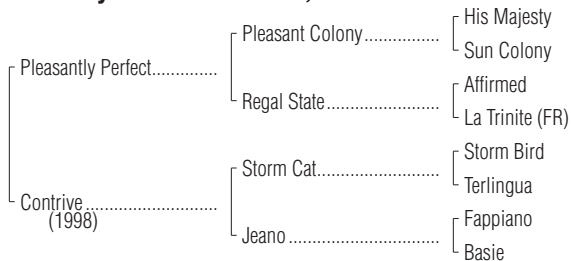 His Majesty
Pleasant Colony................
Sun Colony
Pleasantly Perfect.............
Affirmed
Regal State..........................
La Trinite (FR)
Storm Bird
Storm Cat.............................
Terlingua
Contrive..........................
(1998)
Fappiano
Jeano................................
Basie